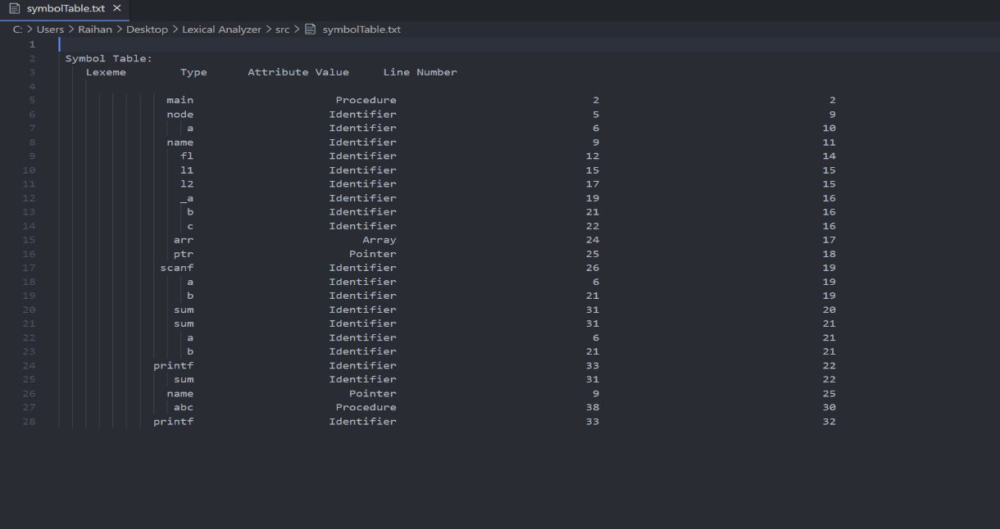 symbolTable.txt ×
C: > Users > Raihan > Desktop > Lexical Analyzer > src > symbolTable.txt
1
2 Symbol Table:
3 Lexeme Type Attribute Value Line Number
4
5 main Procedure 2 2
6 node Identifier 5 9
7 a Identifier 6 10
8 name Identifier 9 11
9 fl Identifier 12 14
10 l1 Identifier 15 15
11 l2 Identifier 17 15
12 _a Identifier 19 16
13 b Identifier 21 16
14 c Identifier 22 16
15 arr Array 24 17
16 ptr Pointer 25 18
17 scanf Identifier 26 19
18 a Identifier 6 19
19 b Identifier 21 19
20 sum Identifier 31 20
21 sum Identifier 31 21
22 a Identifier 6 21
23 b Identifier 21 21
24 printf Identifier 33 22
25 sum Identifier 31 22
26 name Pointer 9 25
27 abc Procedure 38 30
28 printf Identifier 33 32